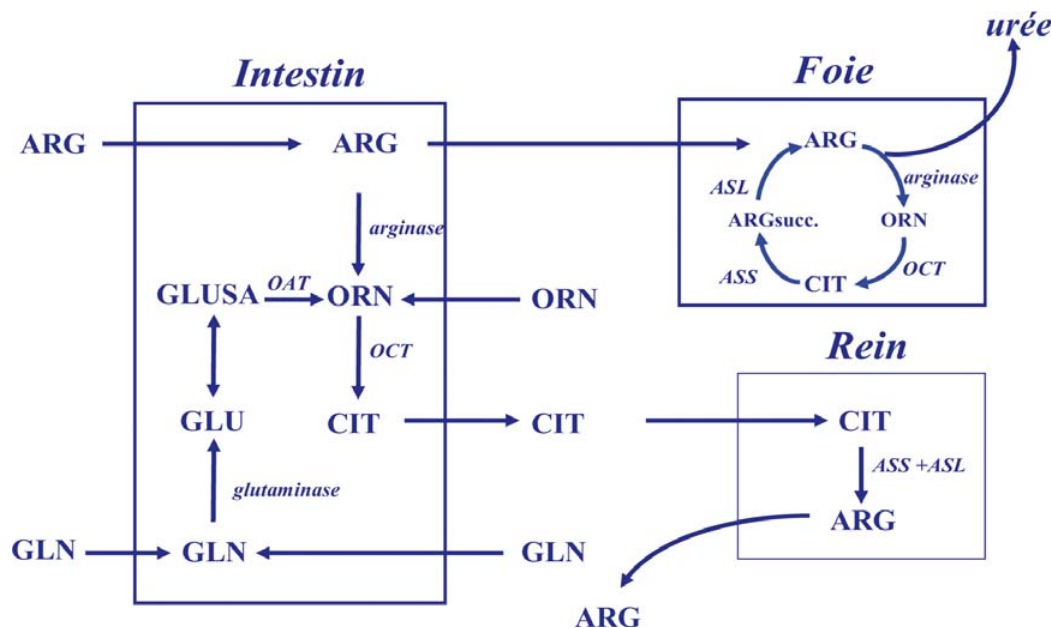 urée
Intestin
Foie
ARG
ARG
ARG
ASL
arginase
ARGsucc.
ORN
arginase
ASS
OCT
CIT
GLUSA
OAT
ORN
ORN
OCT
Rein
GLU
CIT
CIT
CIT
ASS +ASL
glutaminase
ARG
GLN
GLN
GLN
ARG